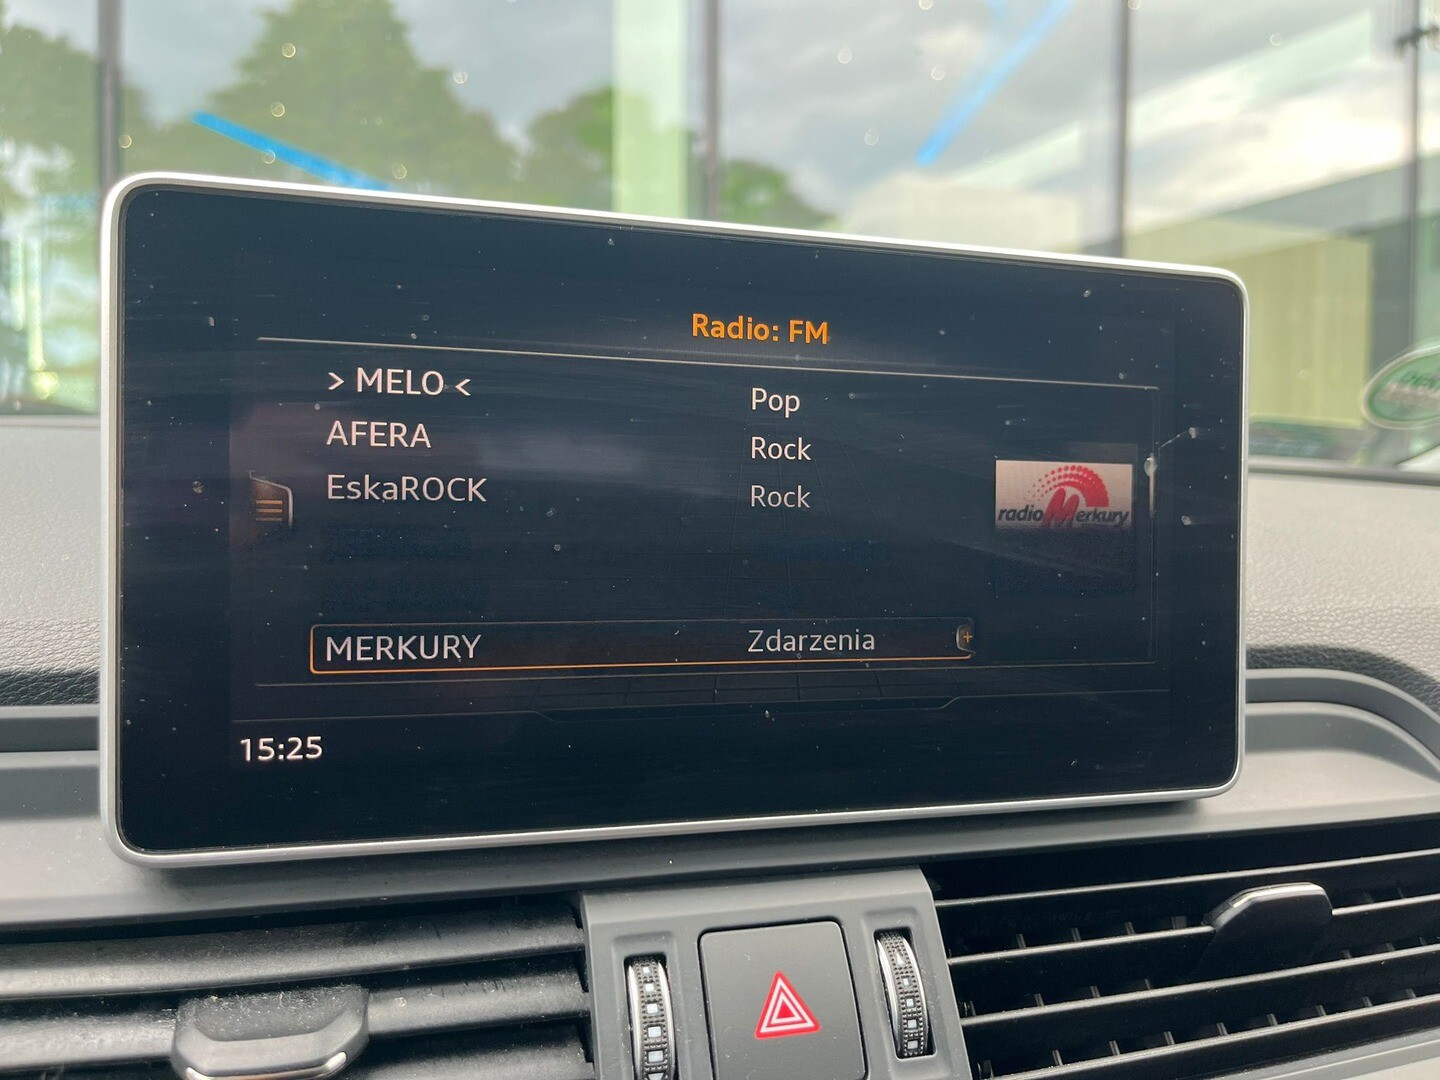 Radio: FM
> MELO < Pop
AFERA Rock
EskaROCK Rock
radio Merkury
MERKURY Zdarzenia +
15:25